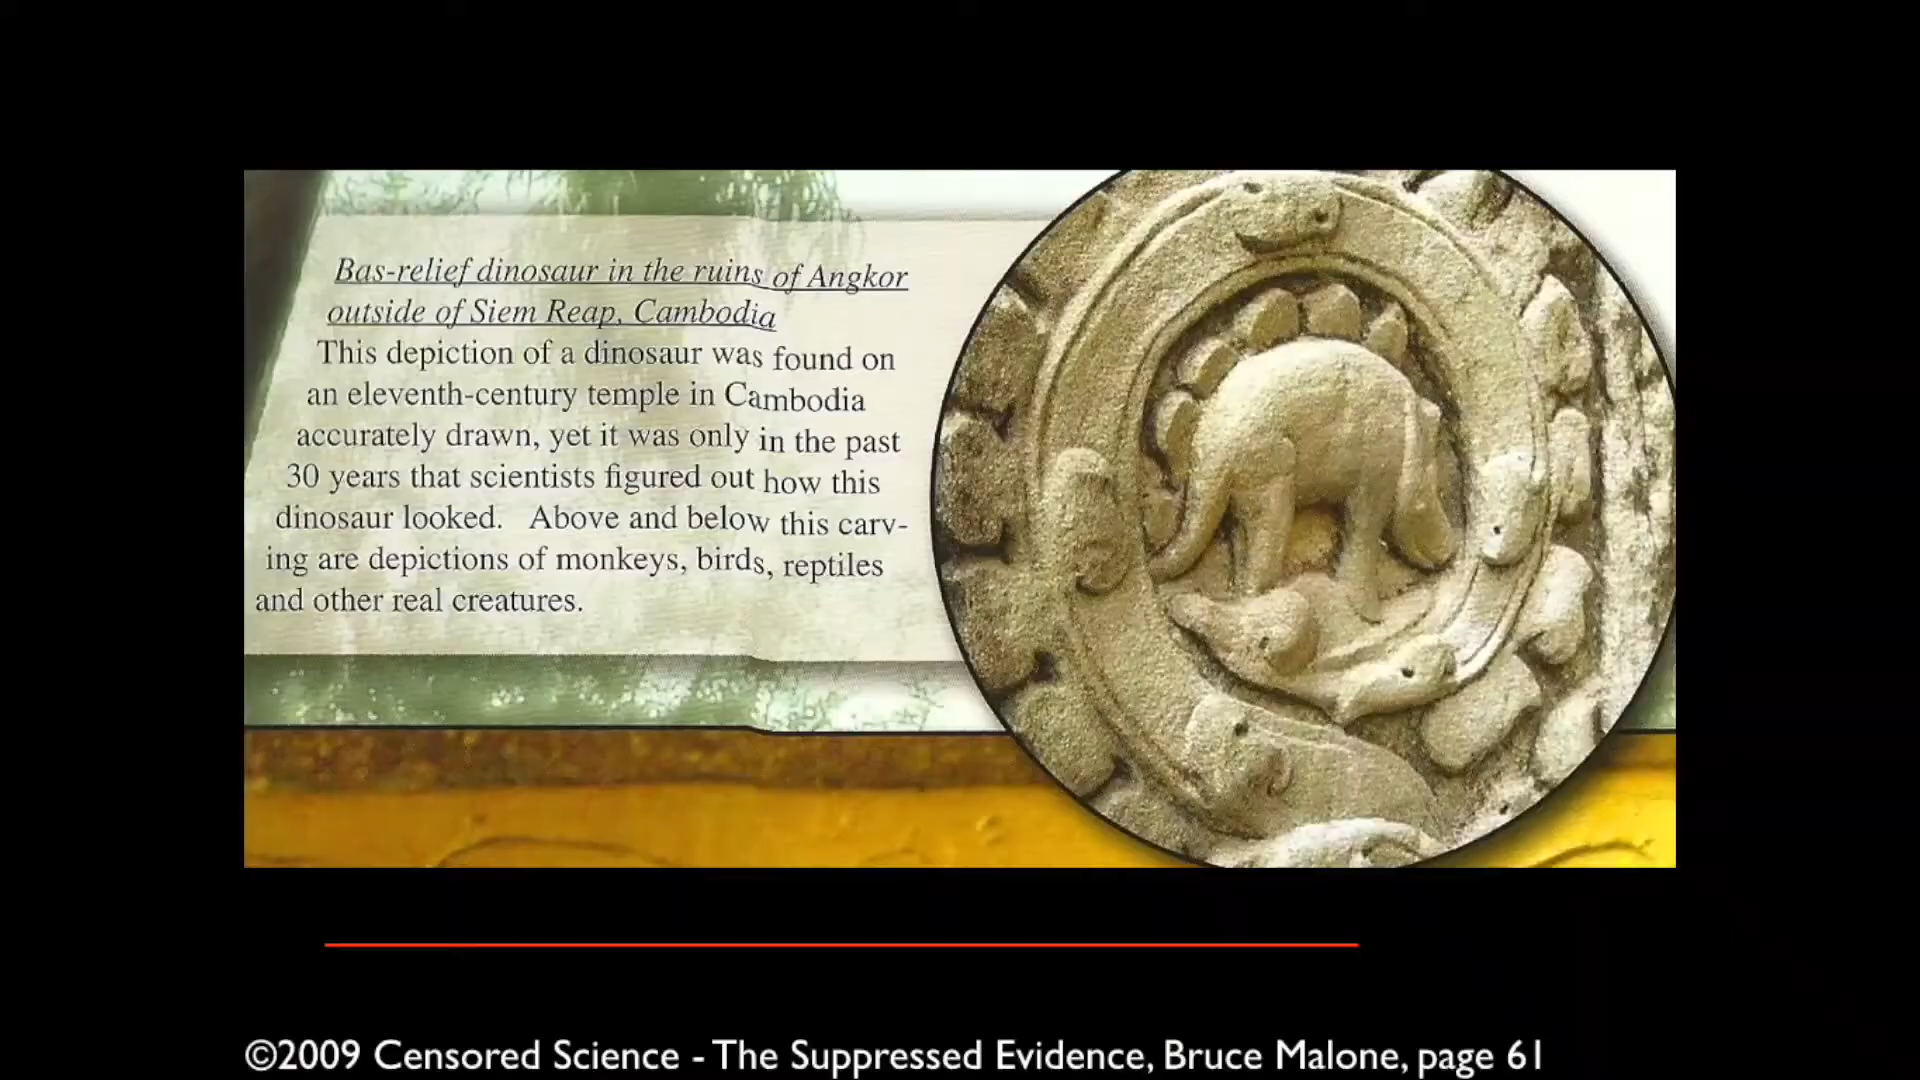 Bas-relief dinosaur in the ruins of Angkor
outside of Siem Reap, Cambodia
This depiction of a dinosaur was found on
an eleventh-century temple in Cambodia
accurately drawn, yet it was only in the past
30 years that scientists figured out how this
dinosaur looked. Above and below this carv-
ing are depictions of monkeys, birds, reptiles
and other real creatures.
©2009 Censored Science - The Suppressed Evidence, Bruce Malone, page 61